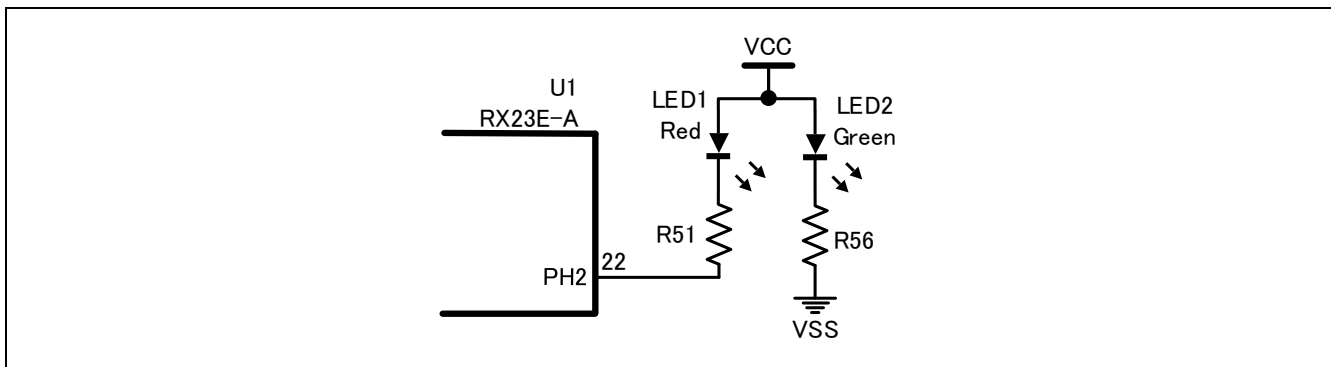 VCC
U1
RX23E-A
LED1
Red
LED2
Green
R51
R56
PH2
22
VSS